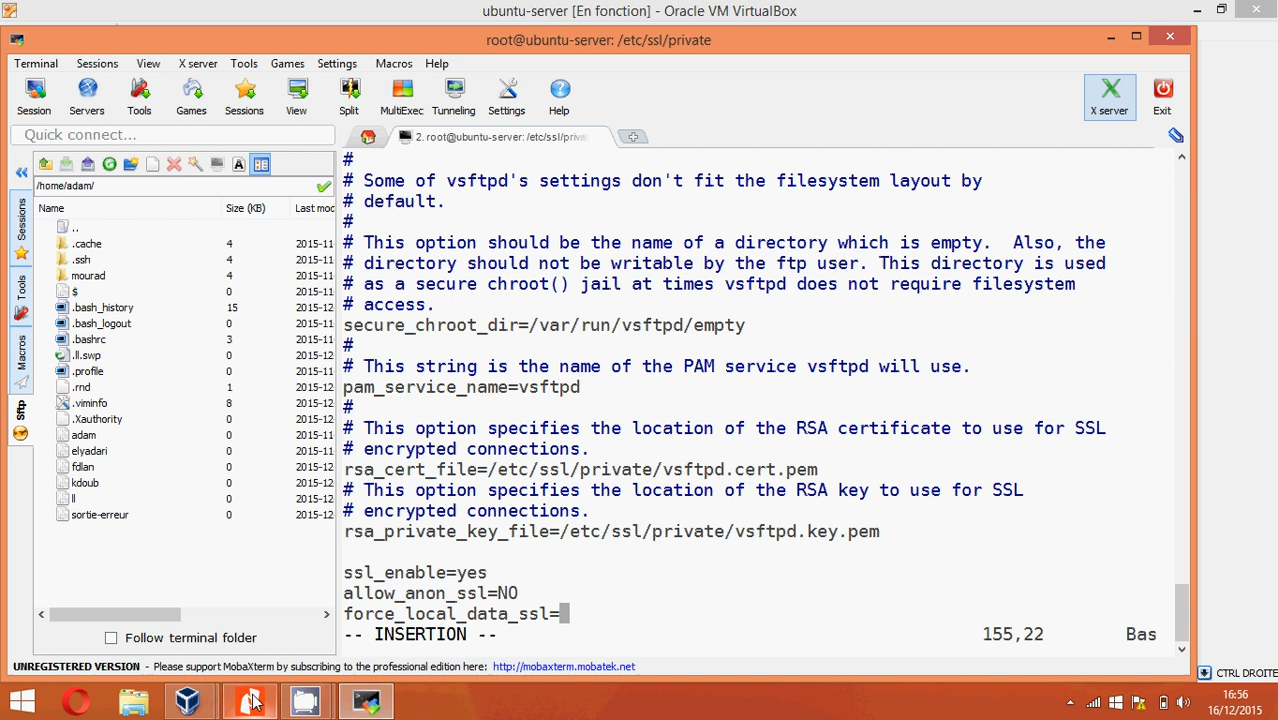 ubuntu-server [En fonction] - Oracle VM VirtualBox
root@ubuntu-server: /etc/ssl/private
Terminal Sessions View X server Tools Games Settings Macros Help
Session Servers Tools Games Sessions View Split MultiExec Tunneling Settings Help X server Exit
Quick connect...
2. root@ubuntu-server: /etc/ssl/priva
/home/adam/
Name Size (KB) Last mod
..
.cache 4 2015-11
.ssh 4 2015-11
mourad 4 2015-11
$ 0 2015-11
.bash_history 15 2015-12
.bash_logout 0 2015-11
.bashrc 3 2015-11
.ll.swp 0 2015-12
.profile 0 2015-11
.rnd 1 2015-12
.viminfo 8 2015-12
.Xauthority 0 2015-12
adam 0 2015-11
elyadari 0 2015-11
fdlan 0 2015-12
kdoub 0 2015-11
ll 0 2015-12
sortie-erreur 0 2015-12
Follow terminal folder
Sessions
Tools
Macros
Sftp
#
# Some of vsftpd's settings don't fit the filesystem layout by
# default.
#
# This option should be the name of a directory which is empty.  Also, the
# directory should not be writable by the ftp user. This directory is used
# as a secure chroot() jail at times vsftpd does not require filesystem
# access.
secure_chroot_dir=/var/run/vsftpd/empty
#
# This string is the name of the PAM service vsftpd will use.
pam_service_name=vsftpd
#
# This option specifies the location of the RSA certificate to use for SSL
# encrypted connections.
rsa_cert_file=/etc/ssl/private/vsftpd.cert.pem
# This option specifies the location of the RSA key to use for SSL
# encrypted connections.
rsa_private_key_file=/etc/ssl/private/vsftpd.key.pem
ssl_enable=yes
allow_anon_ssl=NO
force_local_data_ssl=
-- INSERTION -- 155,22 Bas
UNREGISTERED VERSION - Please support MobaXterm by subscribing to the professional edition here: http://mobaxterm.mobatek.net
CTRL DROITE
16:56
16/12/2015